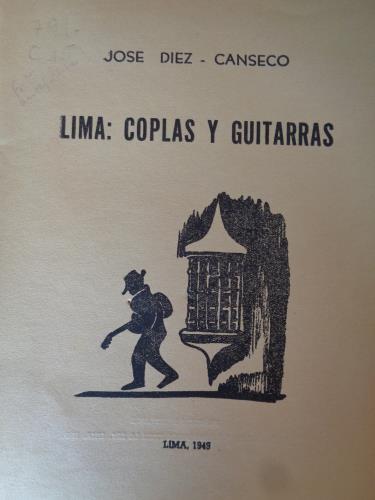 JOSE DIEZ - CANSECO
LIMA: COPLAS Y GUITARRAS
LIMA, 1949